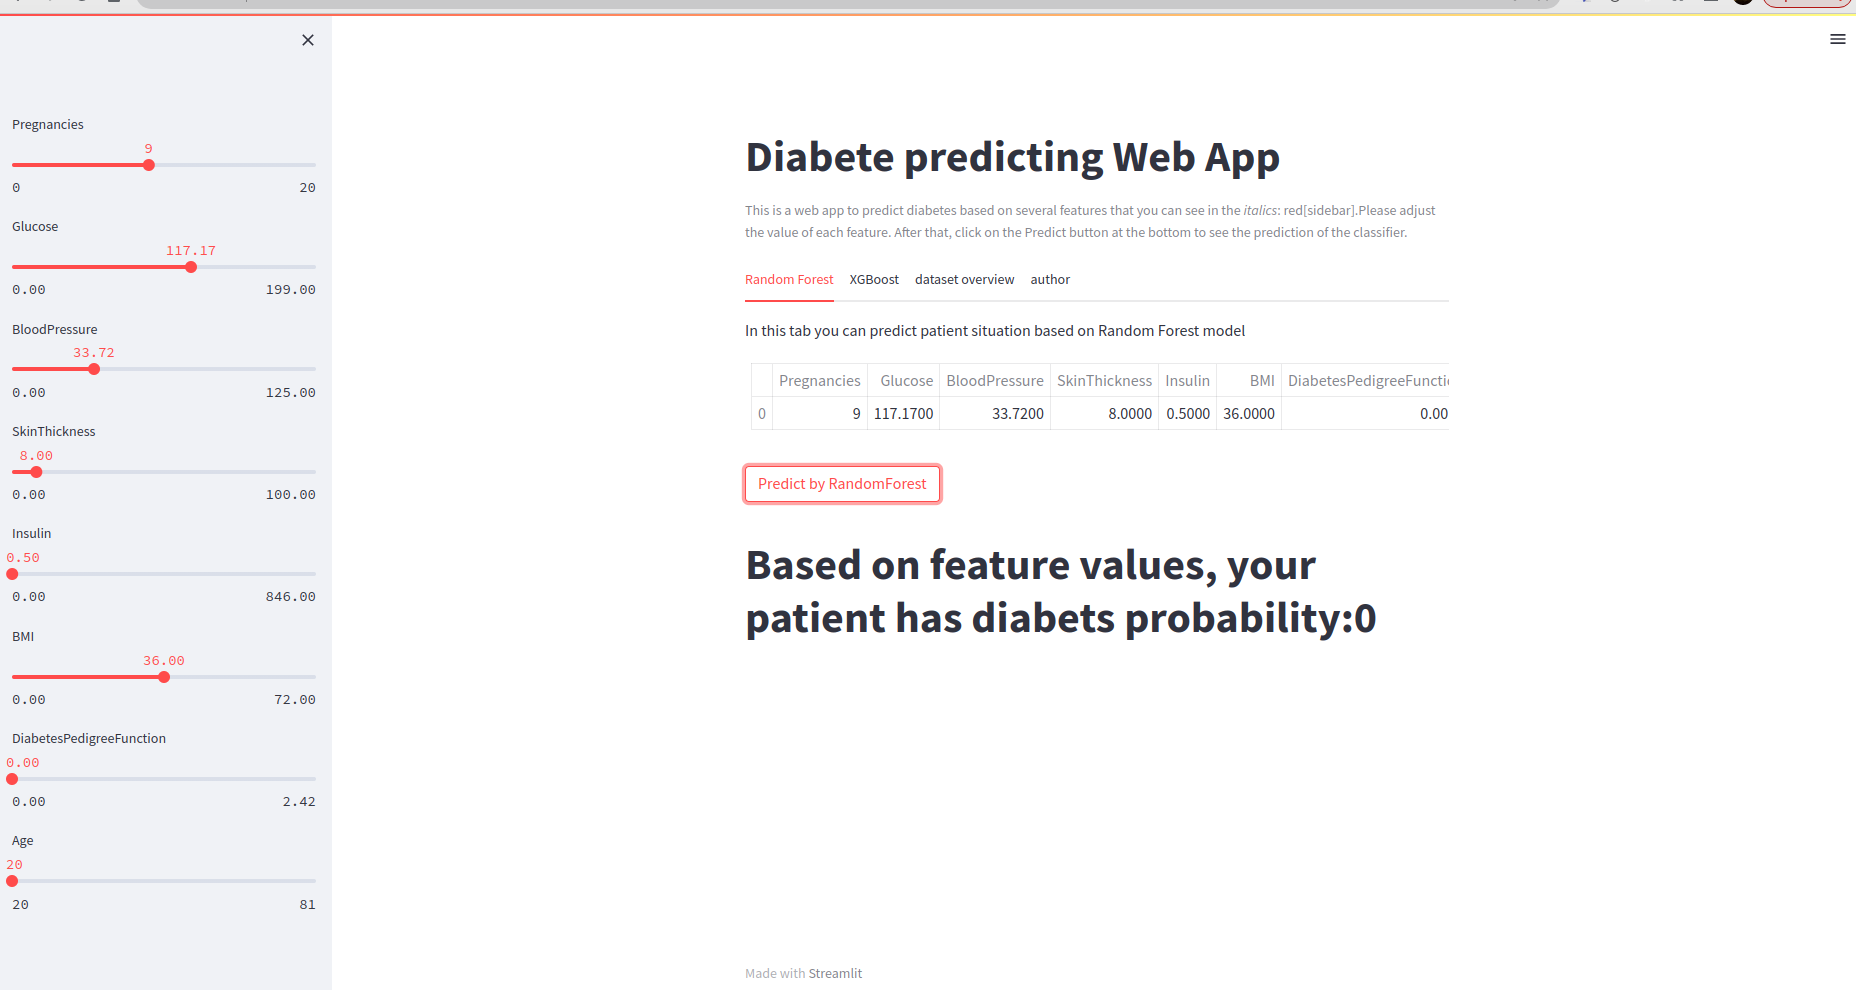 Pregnancies
9
0 20
Glucose
117.17
0.00 199.00
BloodPressure
33.72
0.00 125.00
SkinThickness
8.00
0.00 100.00
Insulin
0.50
0.00 846.00
BMI
36.00
0.00 72.00
DiabetesPedigreeFunction
0.00
0.00 2.42
Age
20
20 81
Diabete predicting Web App
This is a web app to predict diabetes based on several features that you can see in the italics: red[sidebar].Please adjust
the value of each feature. After that, click on the Predict button at the bottom to see the prediction of the classifier.
Random Forest XGBoost dataset overview author
In this tab you can predict patient situation based on Random Forest model
Pregnancies Glucose BloodPressure SkinThickness Insulin BMI DiabetesPedigreeFuncti
0 9 117.1700 33.7200 8.0000 0.5000 36.0000 0.00
Predict by RandomForest
Based on feature values, your
patient has diabets probability:0
Made with Streamlit